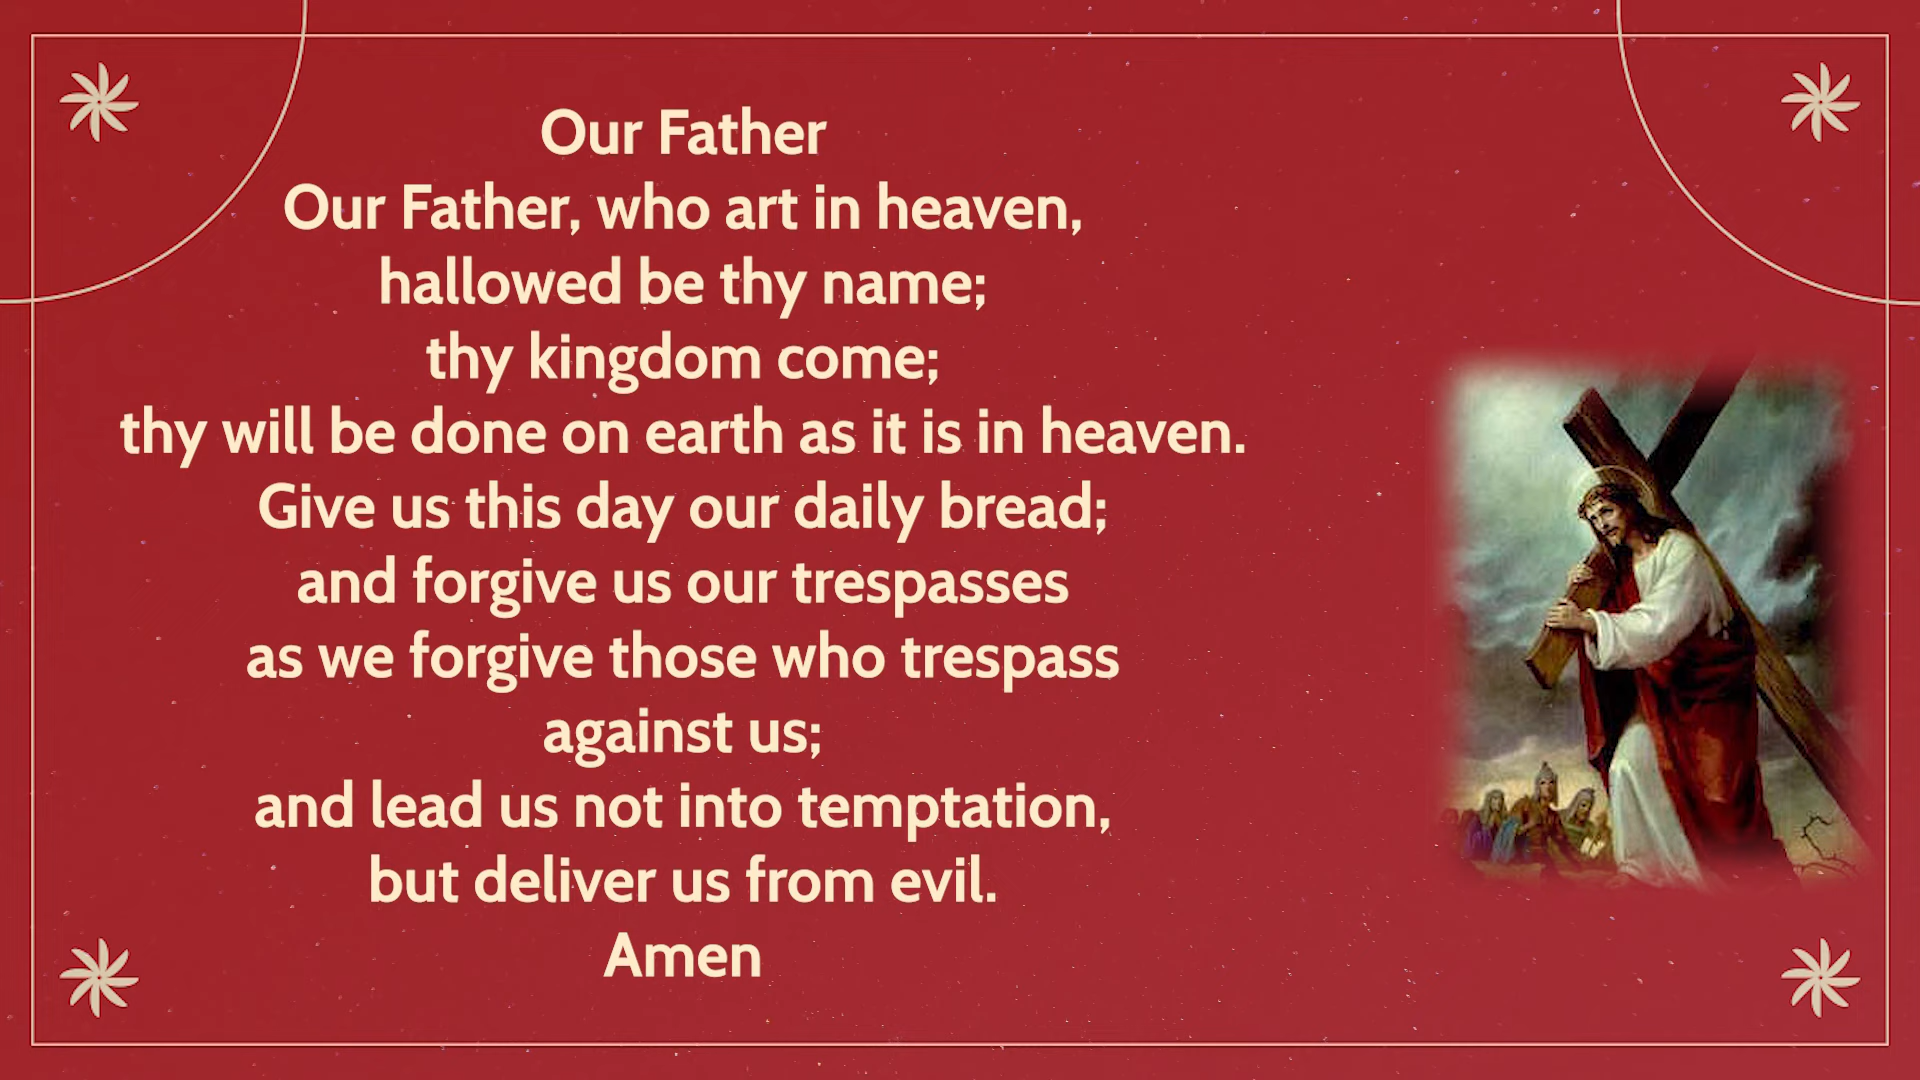 Our Father
Our Father, who art in heaven,
hallowed be thy name;
thy kingdom come;
thy will be done on earth as it is in heaven.
Give us this day our daily bread;
and forgive us our trespasses
as we forgive those who trespass
against us;
and lead us not into temptation,
but deliver us from evil.
Amen